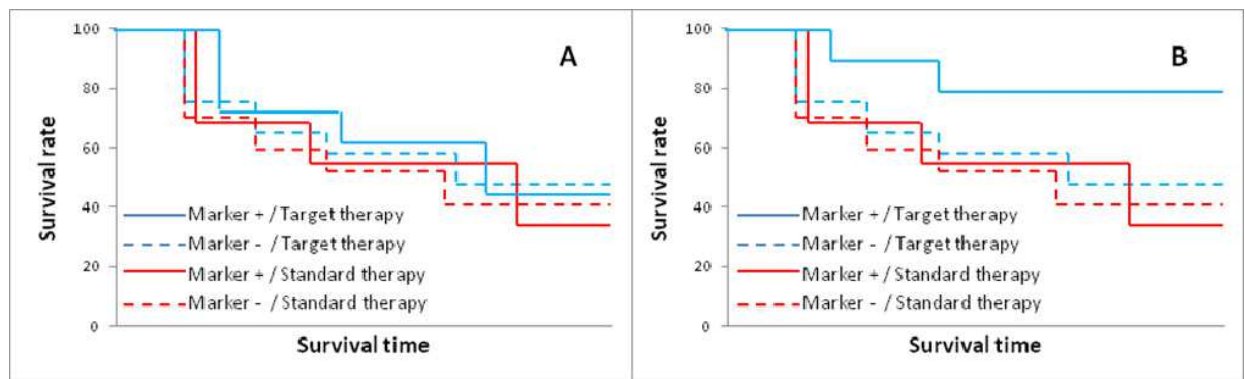 A
Survival rate
100
80
60
40
20
0
Marker + / Target therapy
Marker - / Target therapy
Marker + / Standard therapy
Marker - / Standard therapy
Survival time
B
Survival rate
100
80
60
40
20
0
Marker + / Target therapy
Marker - / Target therapy
Marker + / Standard therapy
Marker - / Standard therapy
Survival time